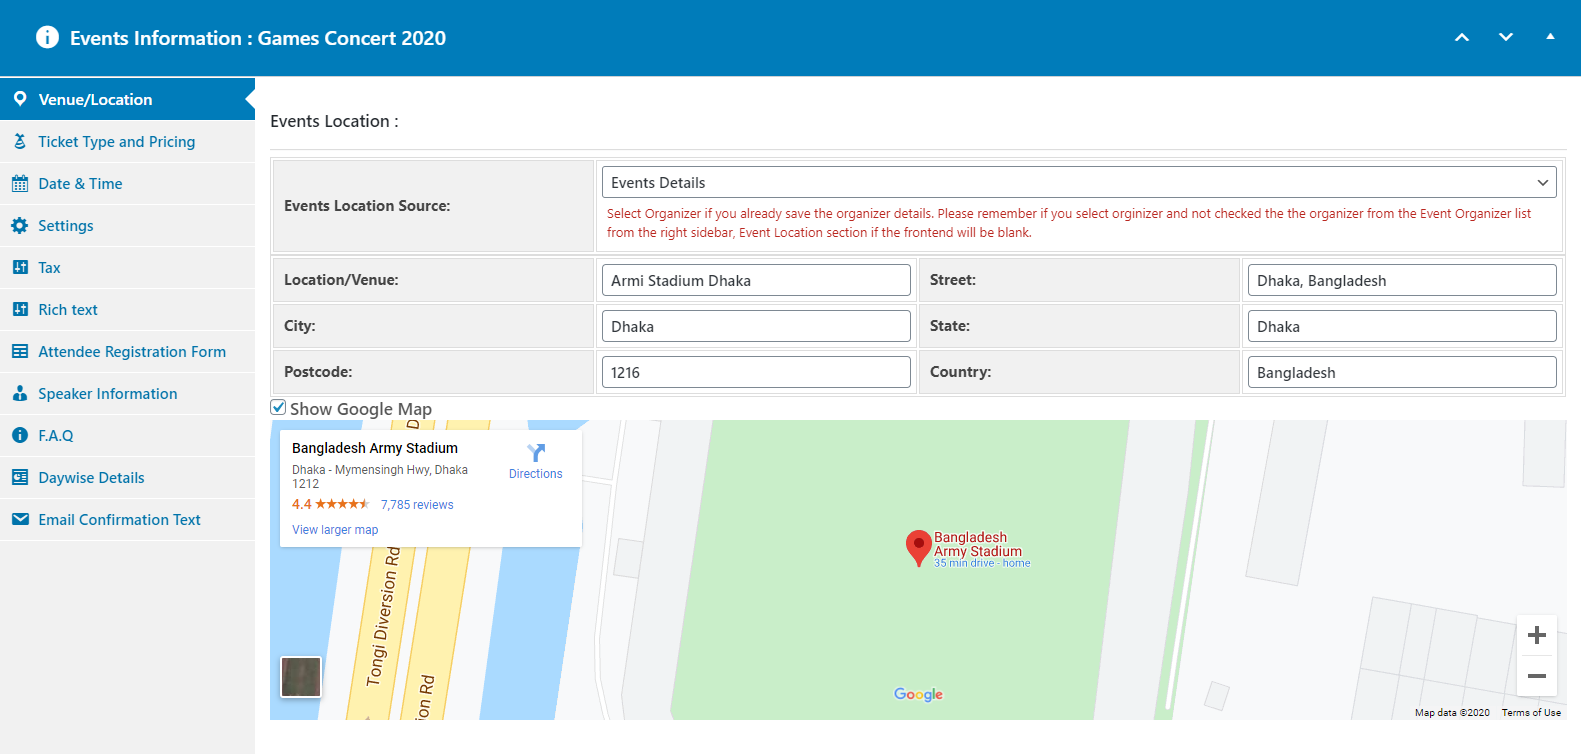 Events Information : Games Concert 2020
Venue/Location
Ticket Type and Pricing
Date & Time
Settings
Tax
Rich text
Attendee Registration Form
Speaker Information
F.A.Q
Daywise Details
Email Confirmation Text
Events Location :
Events Location Source:
Events Details
Select Organizer if you already save the organizer details. Please remember if you select orginizer and not checked the the organizer from the Event Organizer list
from the right sidebar, Event Location section if the frontend will be blank.
Location/Venue:
Armi Stadium Dhaka
Street:
Dhaka, Bangladesh
City:
Dhaka
State:
Dhaka
Postcode:
1216
Country:
Bangladesh
Show Google Map
Bangladesh Army Stadium
Dhaka - Mymensingh Hwy, Dhaka
1212
4.4
7,785 reviews
View larger map
Directions
Bangladesh
Army Stadium
35 min drive - home
Tongi Diversion Rd
Google
Map data ©2020
Terms of Use